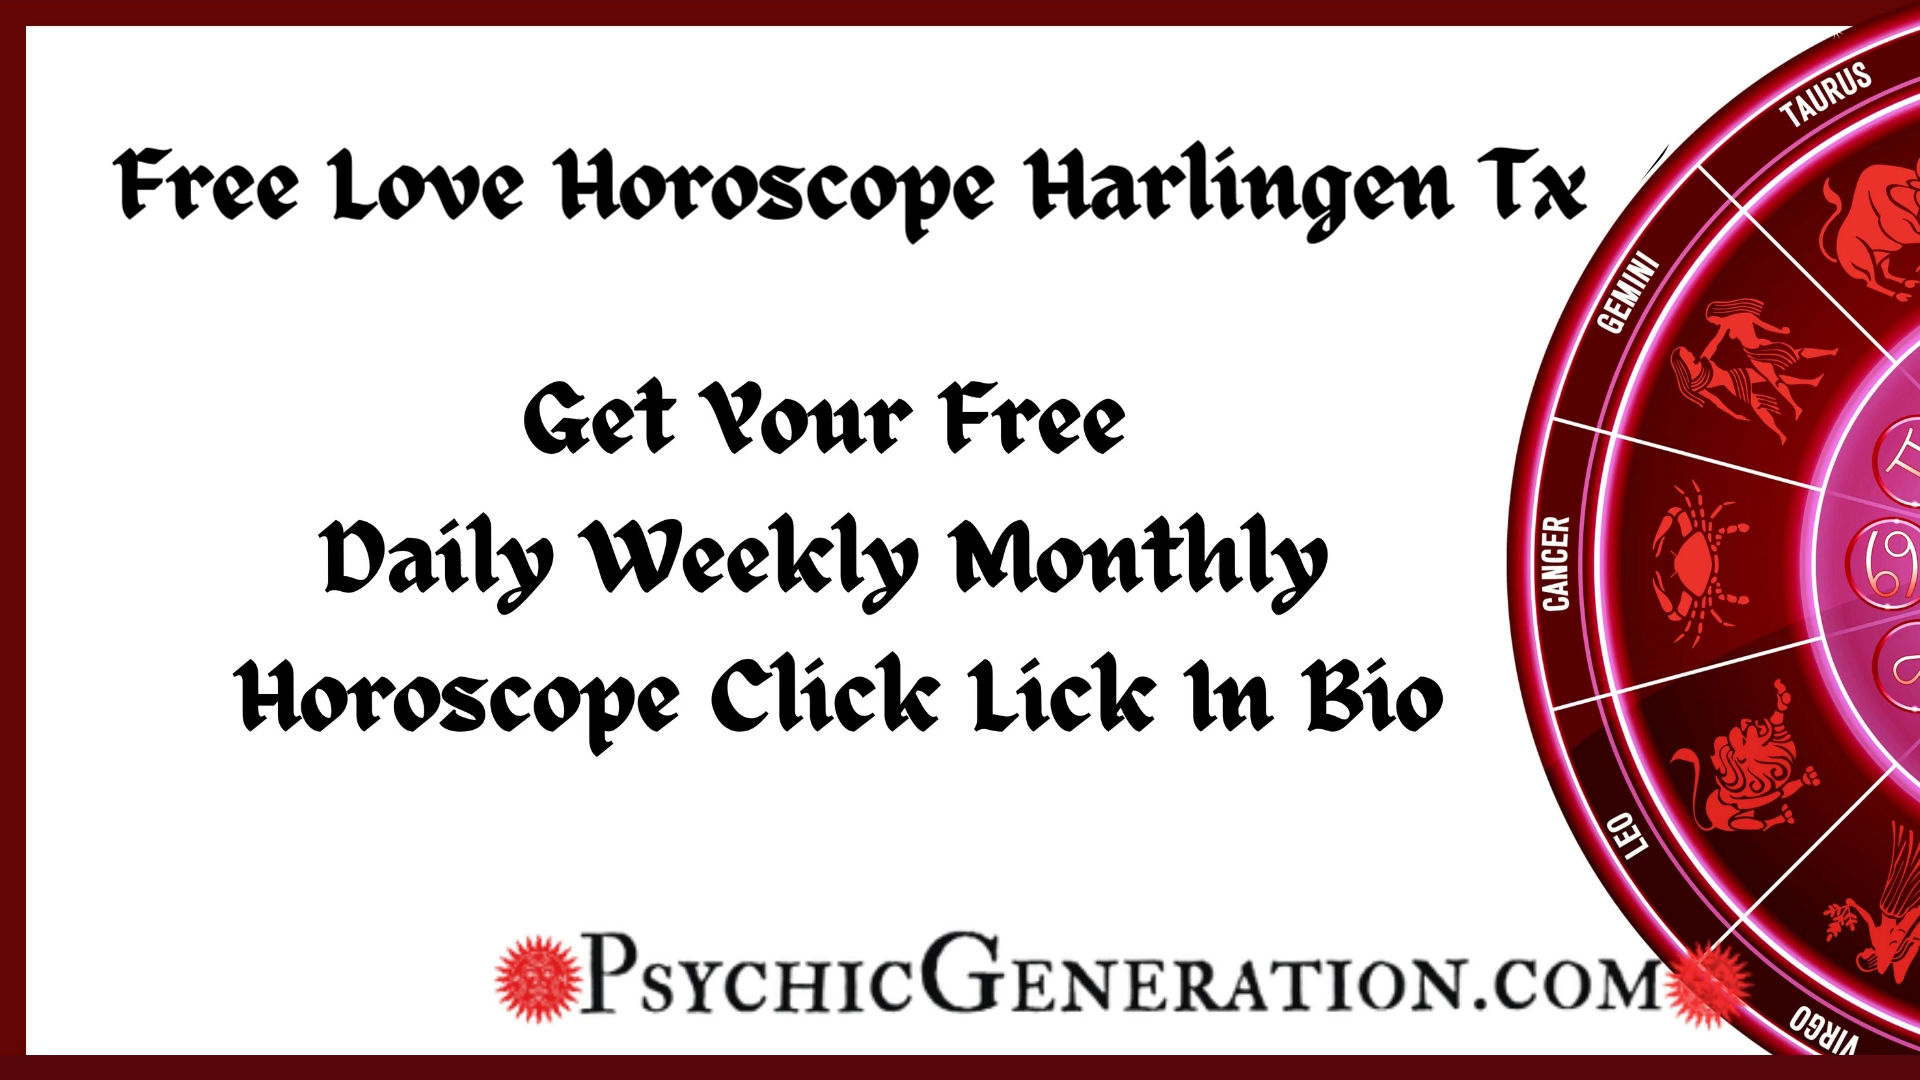 Free Love Horoscope Harlingen Tx
Get Your Free
Daily Weekly Monthly
Horoscope Click Lick In Bio
PsychicGeneration.com
TAURUS
GEMINI
CANCER
LEO
VIRGO